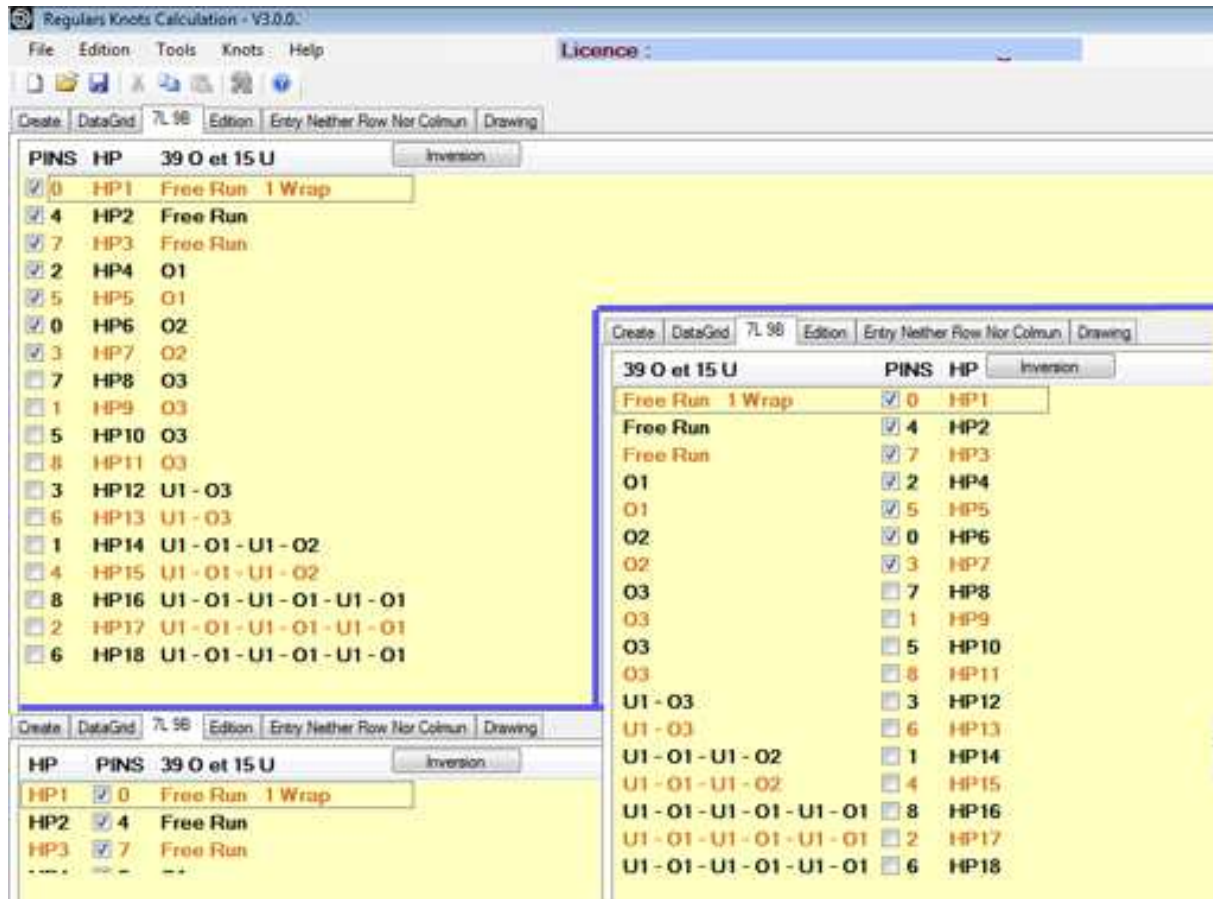 Regulars Knots Calculation - V3.0.0.
File Edition Tools Knots Help Licence :
Create DataGrid 7L 9B Edition Entry Neither Row Nor Colmun Drawing
PINS HP 39 O et 15 U Inversion
0 HP1 Free Run 1 Wrap
4 HP2 Free Run
7 HP3 Free Run
2 HP4 O1
5 HP5 O1
0 HP6 O2
3 HP7 O2
7 HP8 O3
1 HP9 O3
5 HP10 O3
8 HP11 O3
3 HP12 U1 - O3
6 HP13 U1 - O3
1 HP14 U1 - O1 - U1 - O2
4 HP15 U1 - O1 - U1 - O2
8 HP16 U1 - O1 - U1 - O1 - U1 - O1
2 HP17 U1 - O1 - U1 - O1 - U1 - O1
6 HP18 U1 - O1 - U1 - O1 - U1 - O1
Create DataGrid 7L 9B Edition Entry Neither Row Nor Colmun Drawing
HP PINS 39 O et 15 U Inversion
HP1 0 Free Run 1 Wrap
HP2 4 Free Run
HP3 7 Free Run
Create DataGrid 7L 9B Edition Entry Neither Row Nor Colmun Drawing
39 O et 15 U PINS HP Inversion
Free Run 1 Wrap 0 HP1
Free Run 4 HP2
Free Run 7 HP3
O1 2 HP4
O1 5 HP5
O2 0 HP6
O2 3 HP7
O3 7 HP8
O3 1 HP9
O3 5 HP10
O3 8 HP11
U1 - O3 3 HP12
U1 - O3 6 HP13
U1 - O1 - U1 - O2 1 HP14
U1 - O1 - U1 - O2 4 HP15
U1 - O1 - U1 - O1 - U1 - O1 8 HP16
U1 - O1 - U1 - O1 - U1 - O1 2 HP17
U1 - O1 - U1 - O1 - U1 - O1 6 HP18